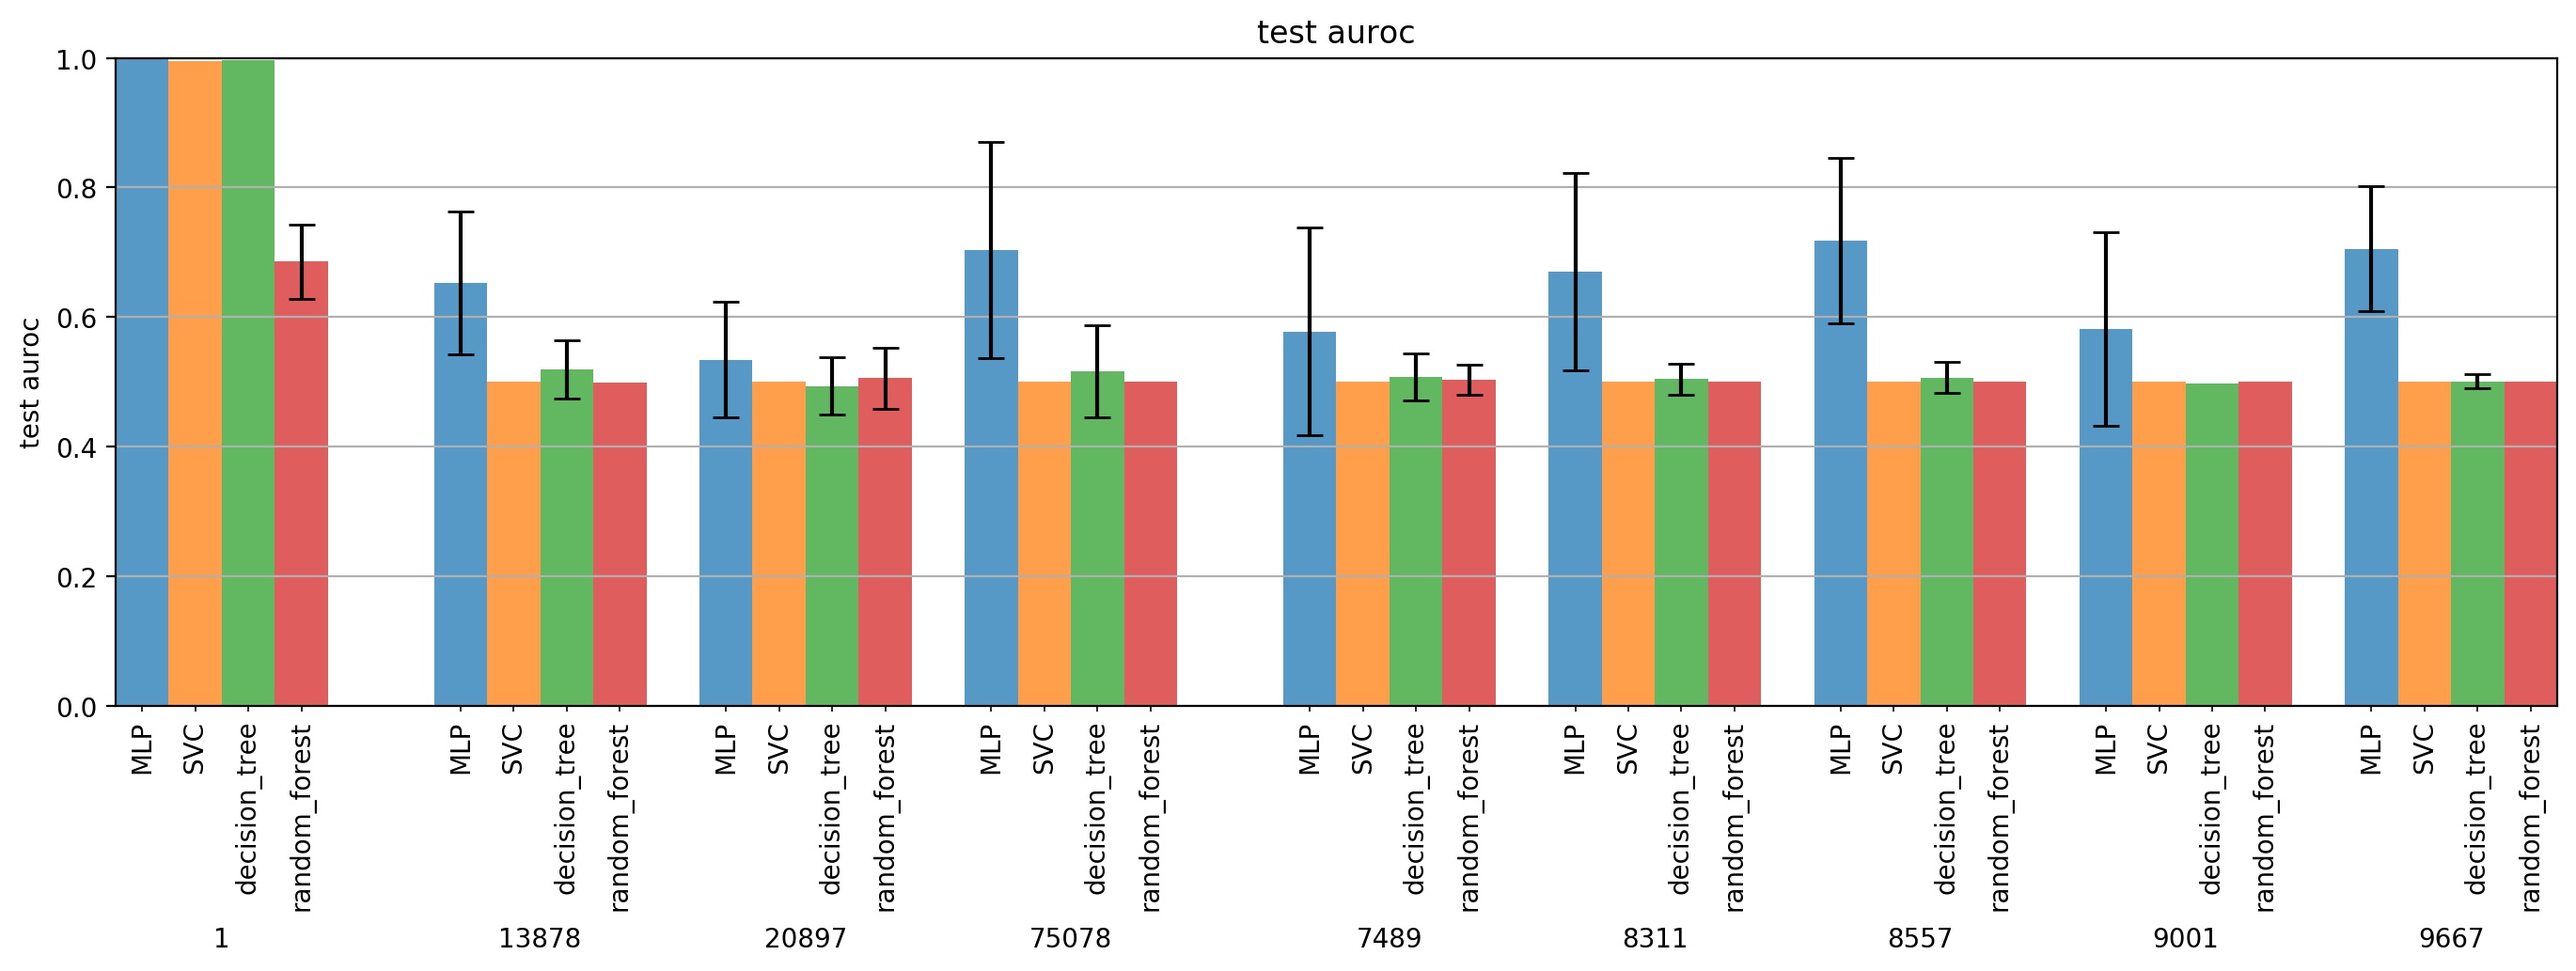 test auroc
test auroc
1.0
0.8
0.6
0.4
0.2
0.0
MLP SVC decision_tree random_forest MLP SVC decision_tree random_forest MLP SVC decision_tree random_forest MLP SVC decision_tree random_forest MLP SVC decision_tree random_forest MLP SVC decision_tree random_forest MLP SVC decision_tree random_forest MLP SVC decision_tree random_forest MLP SVC decision_tree random_forest
1 13878 20897 75078 7489 8311 8557 9001 9667